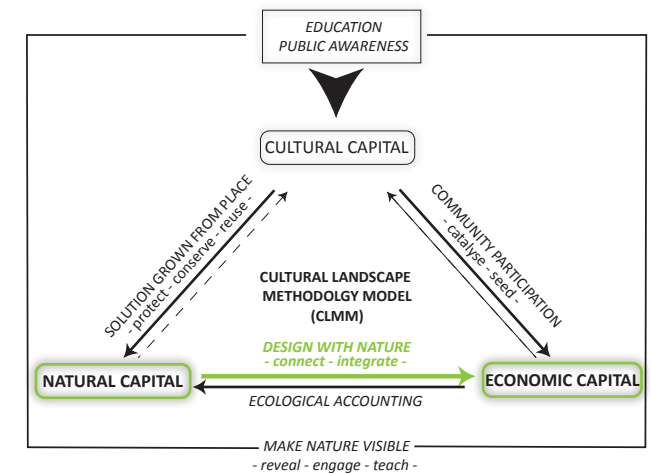 EDUCATION
PUBLIC AWARENESS
CULTURAL CAPITAL
SOLUTION GROWN FROM PLACE
- protect - conserve - reuse -
COMMUNITY PARTICIPATION
- catalyse - seed -
CULTURAL LANDSCAPE
METHODOLGY MODEL
(CLMM)
DESIGN WITH NATURE
- connect - integrate -
NATURAL CAPITAL
ECONOMIC CAPITAL
ECOLOGICAL ACCOUNTING
MAKE NATURE VISIBLE
- reveal - engage - teach -